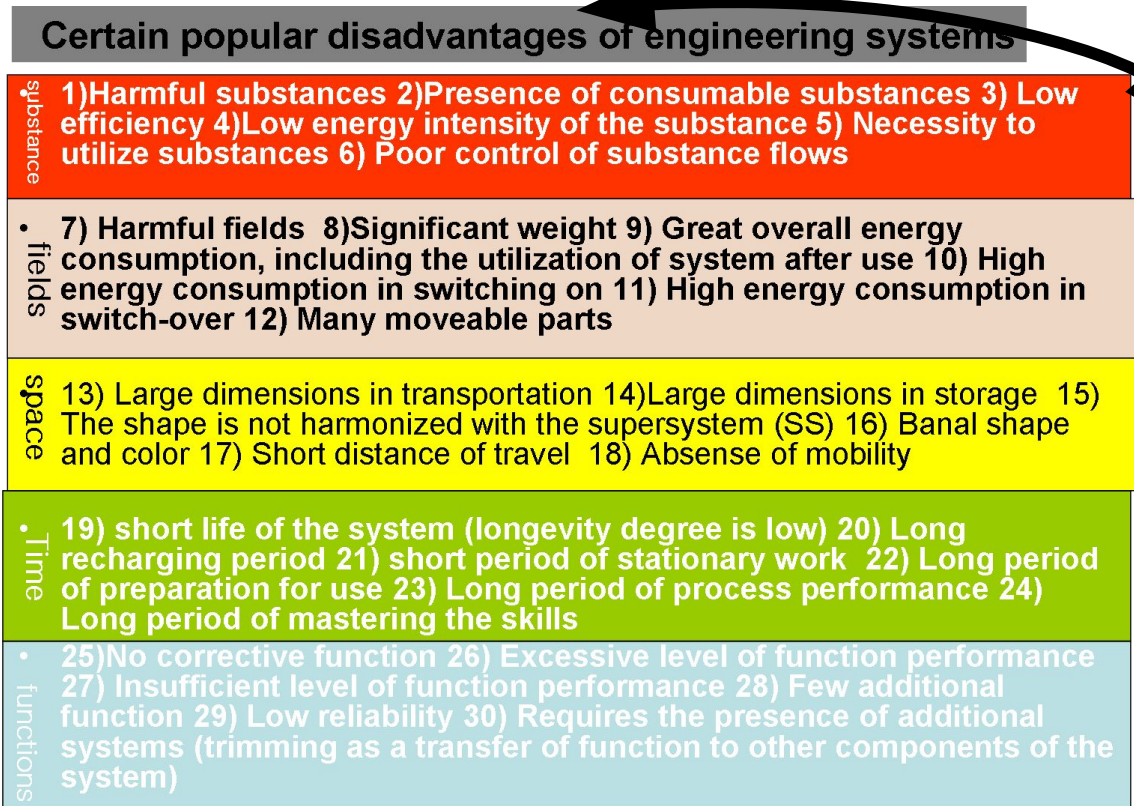 Certain popular disadvantages of engineering systems
substance
• 1)Harmful substances 2)Presence of consumable substances 3) Low
efficiency 4)Low energy intensity of the substance 5) Necessity to
utilize substances 6) Poor control of substance flows
fields
• 7) Harmful fields 8)Significant weight 9) Great overall energy
consumption, including the utilization of system after use 10) High
energy consumption in switching on 11) High energy consumption in
switch-over 12) Many moveable parts
space
• 13) Large dimensions in transportation 14)Large dimensions in storage 15)
The shape is not harmonized with the supersystem (SS) 16) Banal shape
and color 17) Short distance of travel 18) Absense of mobility
Time
• 19) short life of the system (longevity degree is low) 20) Long
recharging period 21) short period of stationary work 22) Long period
of preparation for use 23) Long period of process performance 24)
Long period of mastering the skills
functions
• 25)No corrective function 26) Excessive level of function performance
27) Insufficient level of function performance 28) Few additional
function 29) Low reliability 30) Requires the presence of additional
systems (trimming as a transfer of function to other components of the
system)